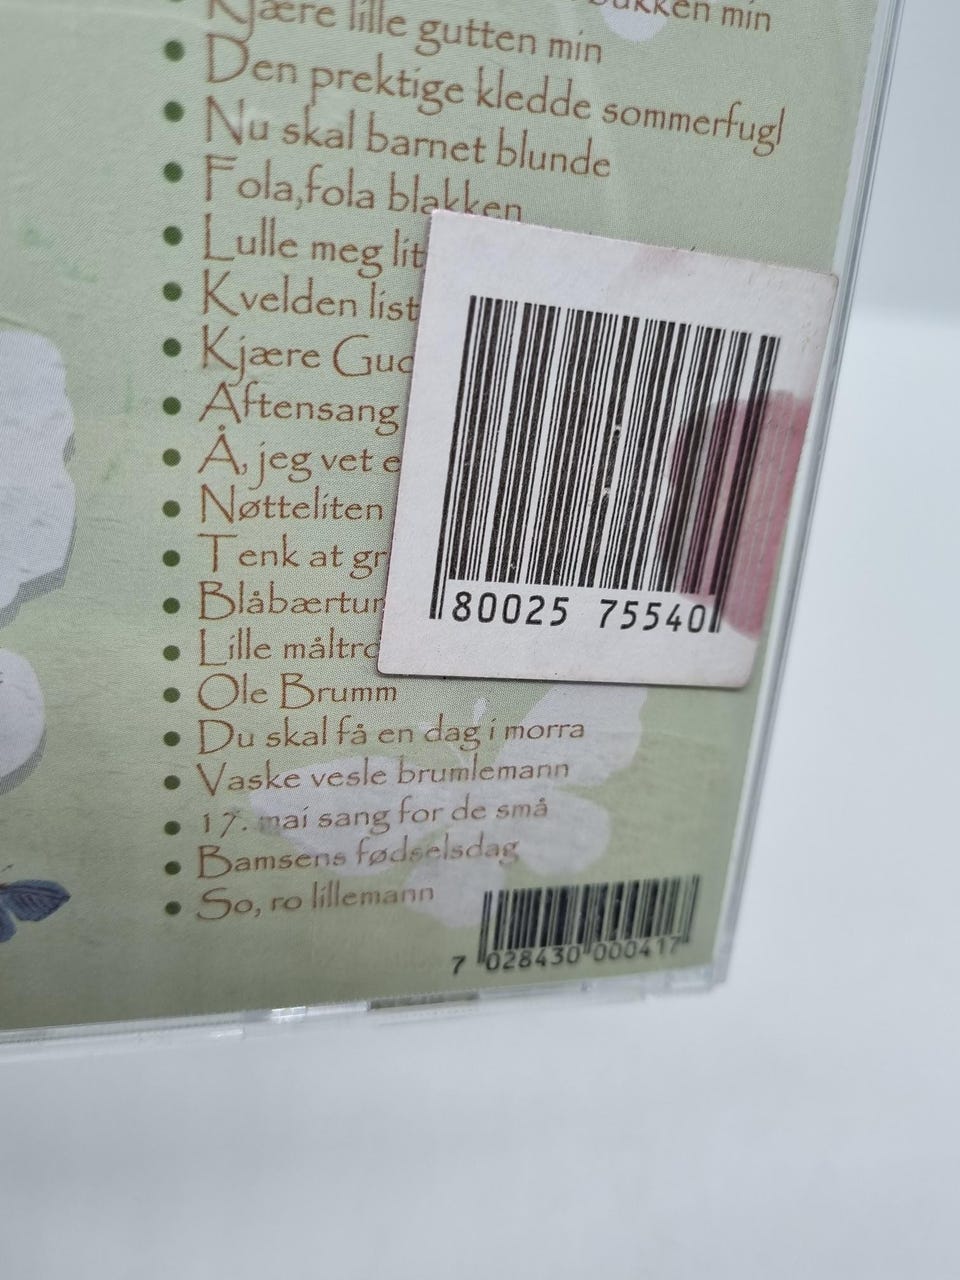 min
Kjære lille gutten min
Den prektige kledde sommerfugl
Nu skal barnet blunde
Fola, fola blakken
Lulle meg lit
Kvelden list
Kjære Guc
Aftensang
Å, jeg vet e
Nøtteliten
Tenk at gr
Blåbærtur
Lille måltro
Ole Brumm
Du skal få en dag i morra
Vaske vesle brumlemann
17. mai sang for de små
Bamsens fødselsdag
So, ro lillemann
80025 75540
7 028430 000417